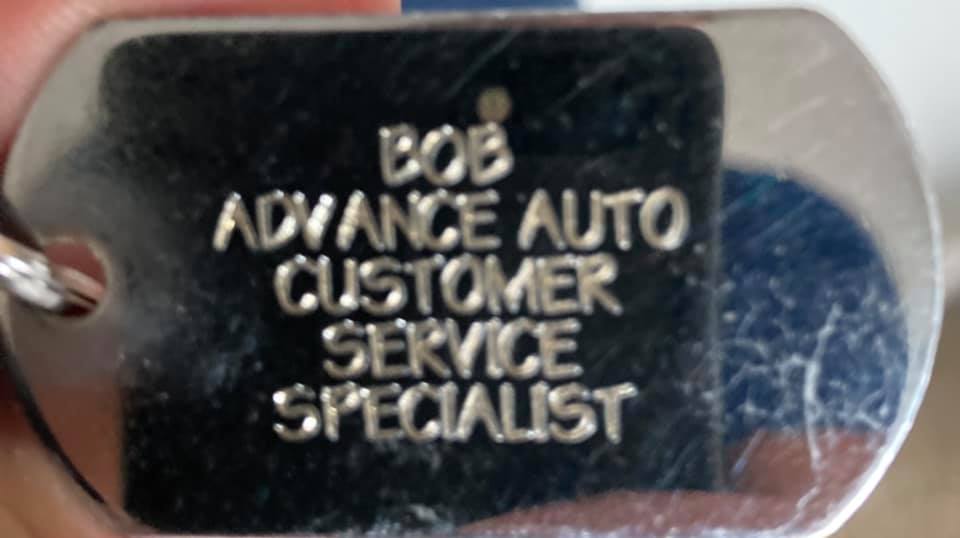 BOB
ADVANCE AUTO
CUSTOMER
SERVICE
SPECIALIST